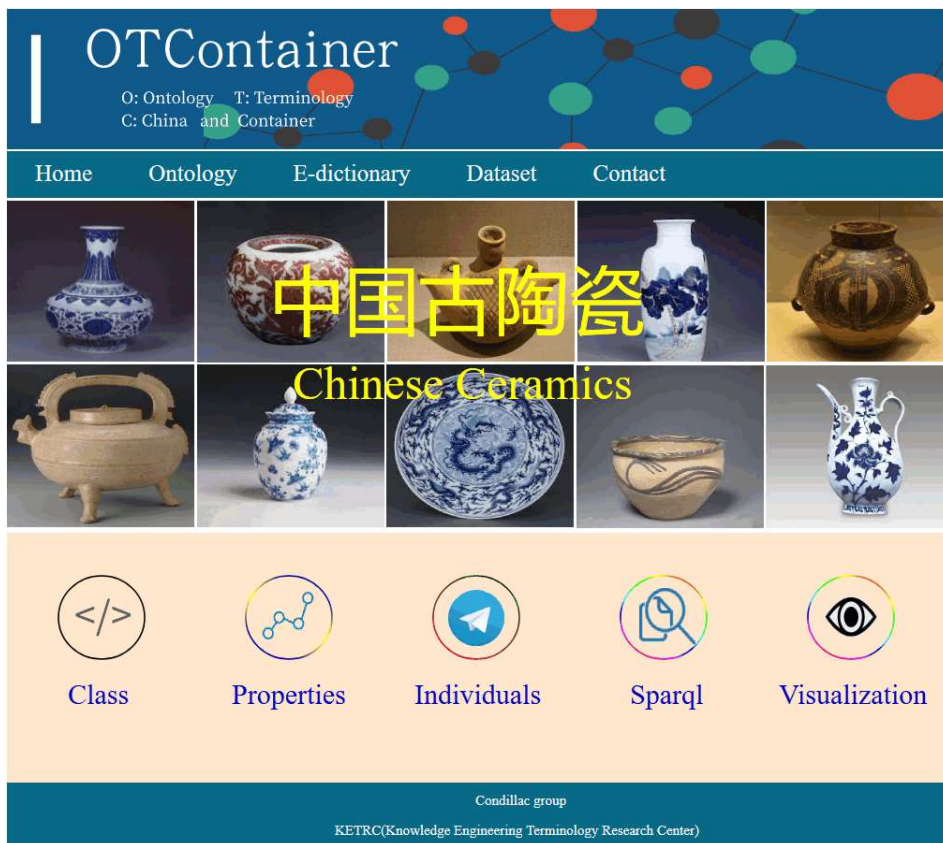 OTContainer
O: Ontology T: Terminology
C: China and Container
Home Ontology E-dictionary Dataset Contact
中国古陶瓷
Chinese Ceramics
</>
Class Properties Individuals Sparql Visualization
Condillac group
KETRC(Knowledge Engineering Terminology Research Center)